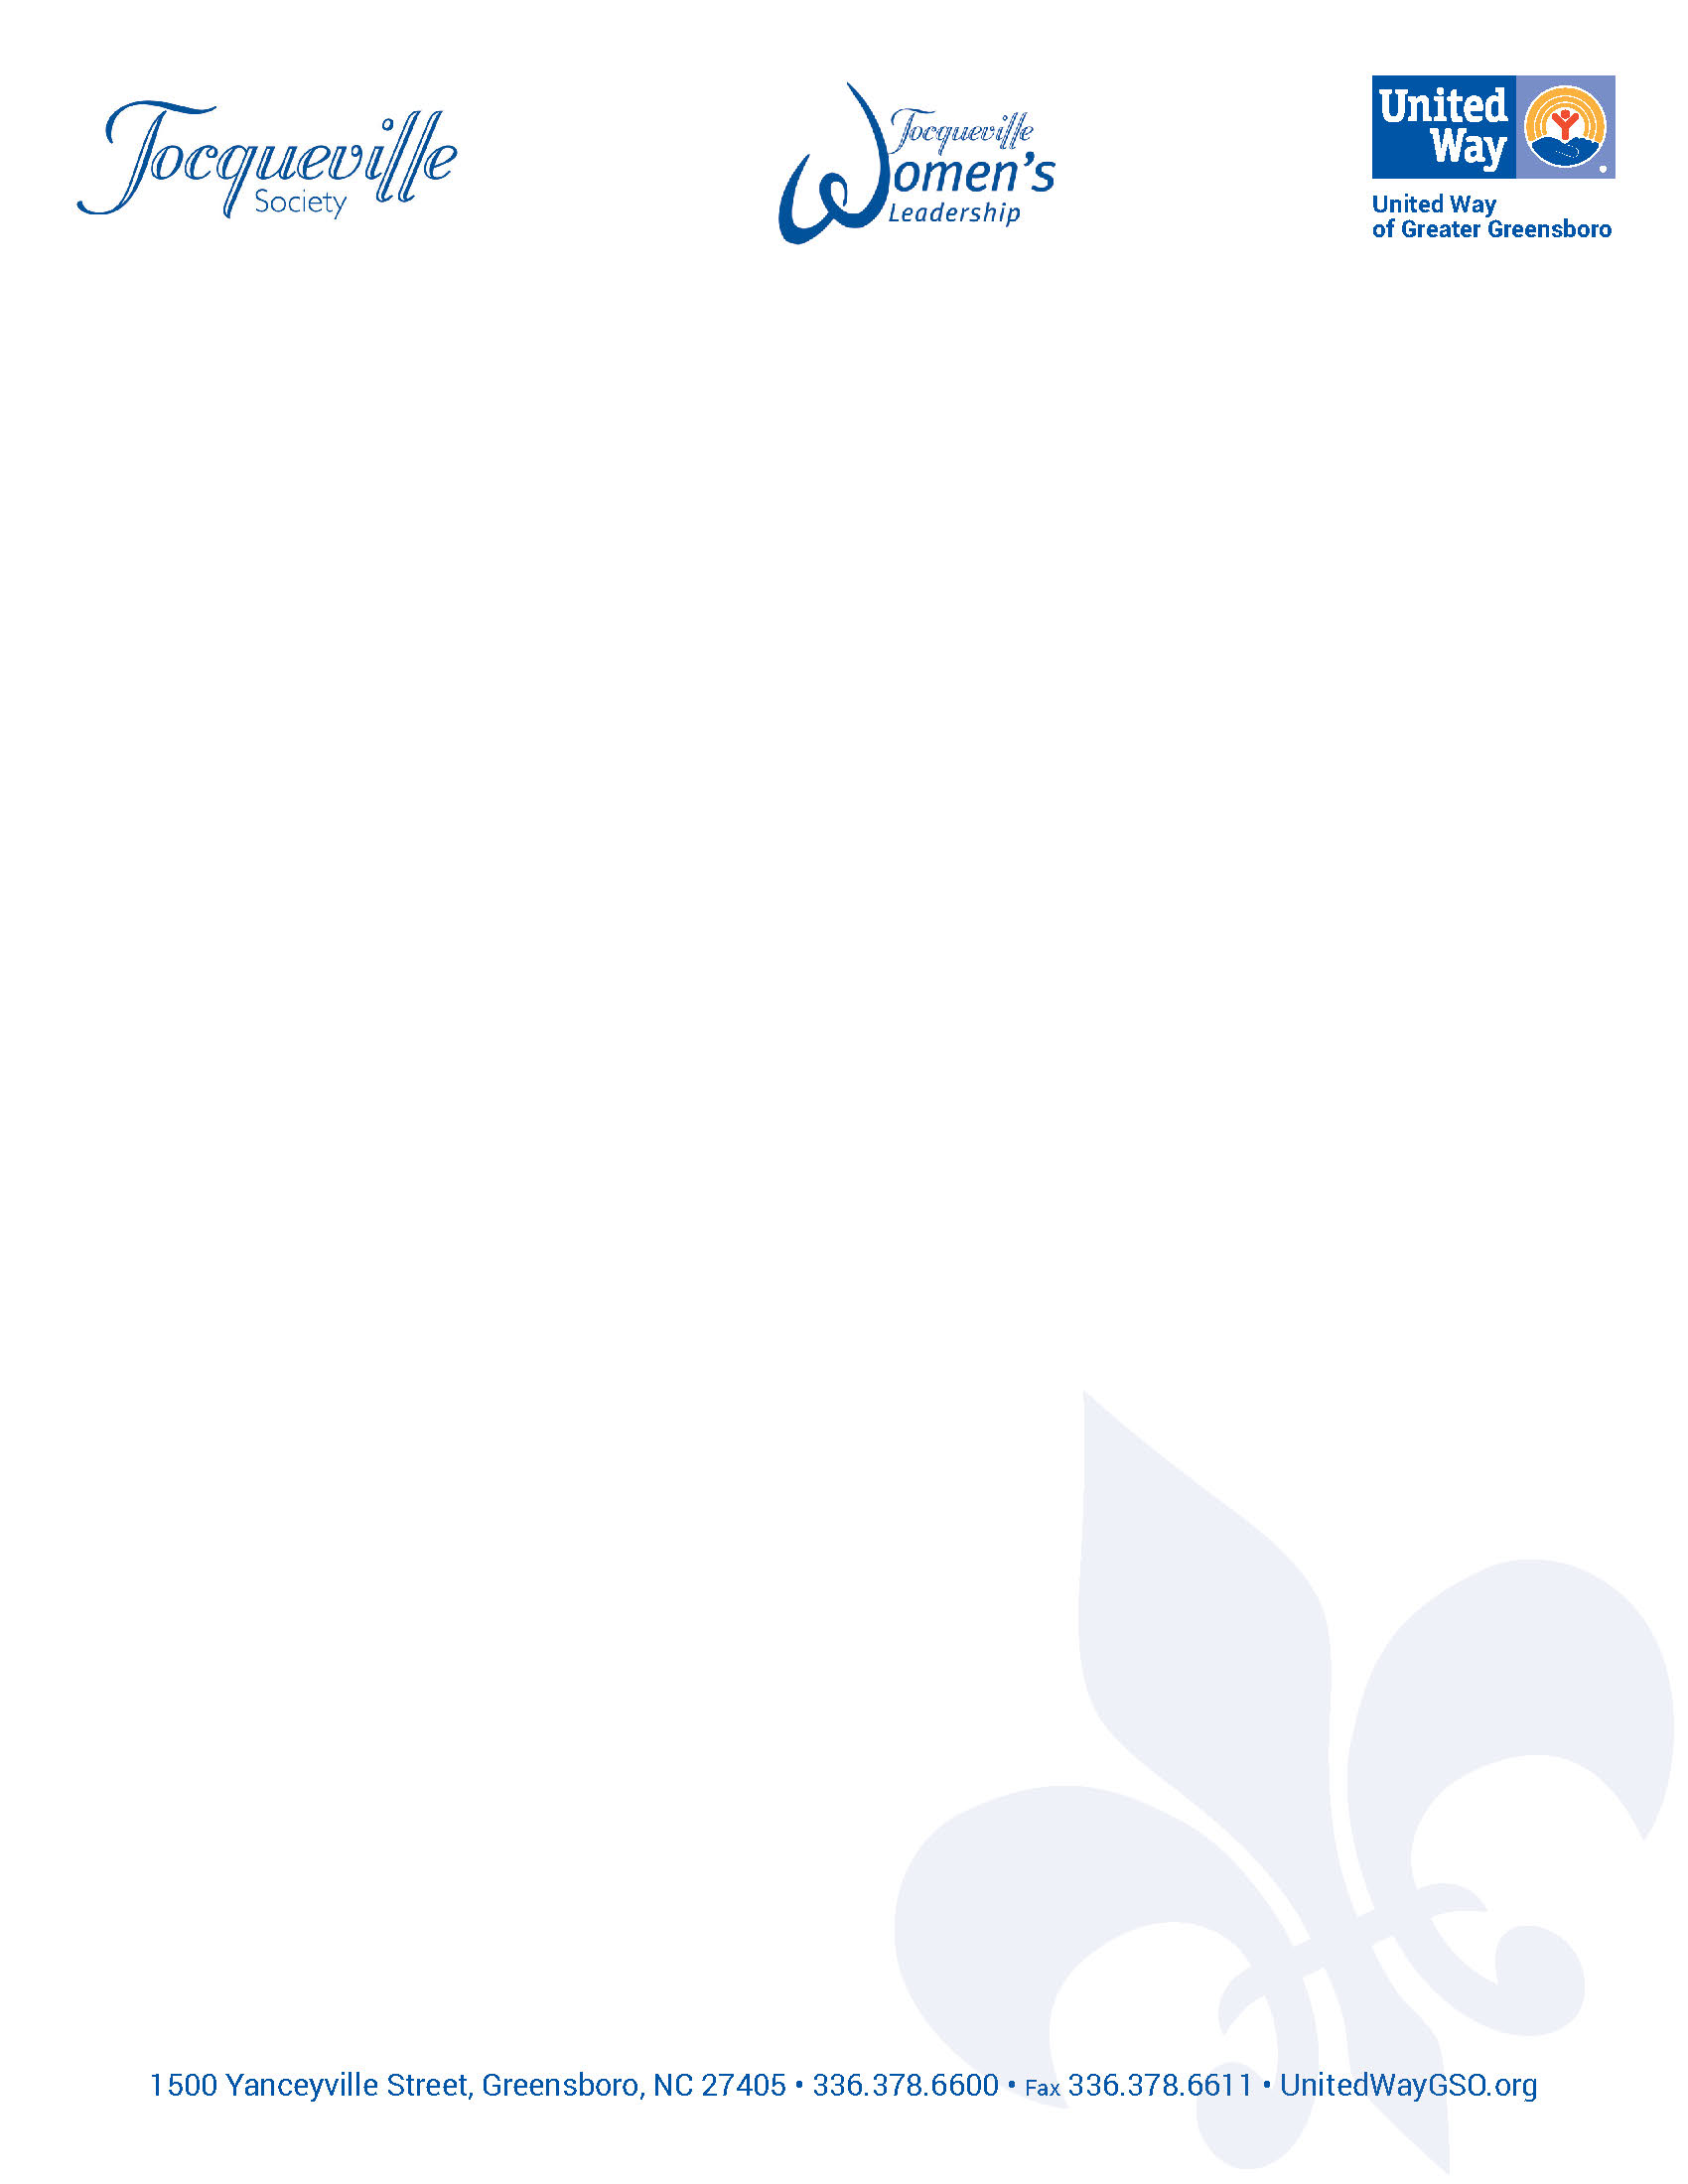 Tocqueville
Society
Tocqueville
Women's
Leadership
United
Way
United Way
of Greater Greensboro
1500 Yanceyville Street, Greensboro, NC 27405 • 336.378.6600 • Fax 336.378.6611 • UnitedWayGSO.org